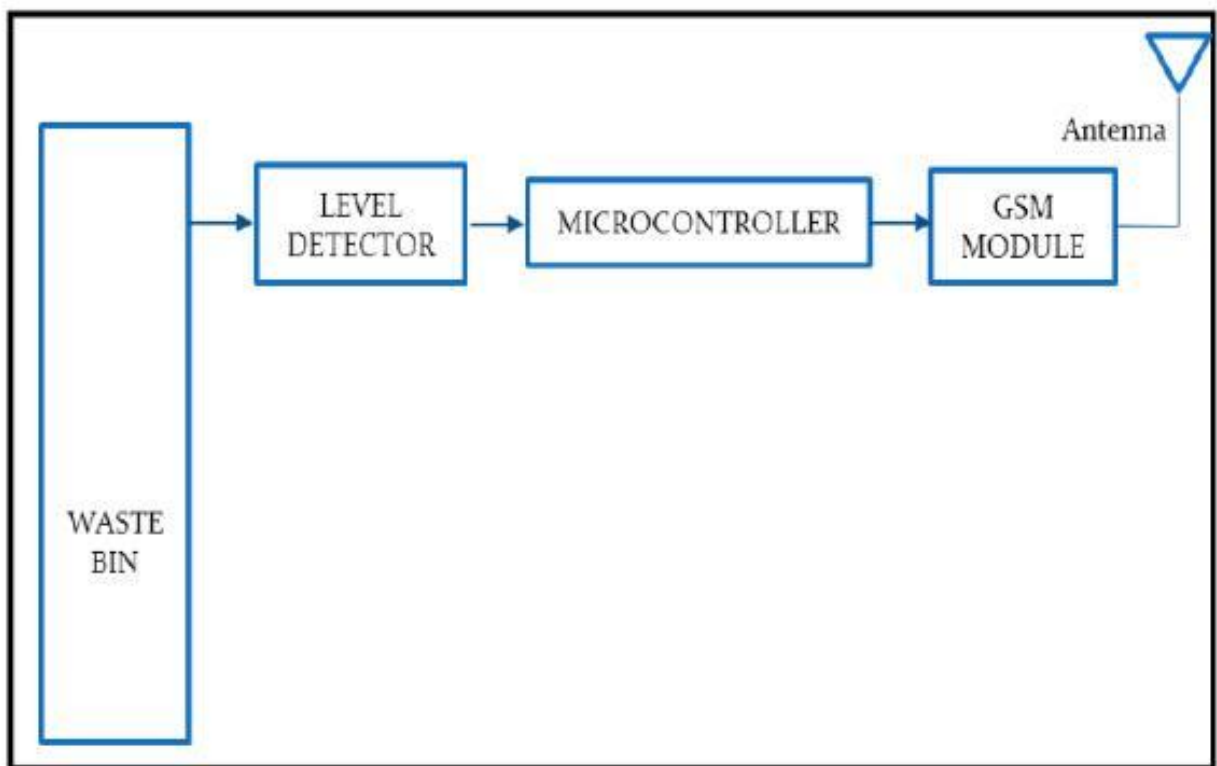 Antenna
LEVEL
DETECTOR
MICROCONTROLLER
GSM
MODULE
WASTE
BIN